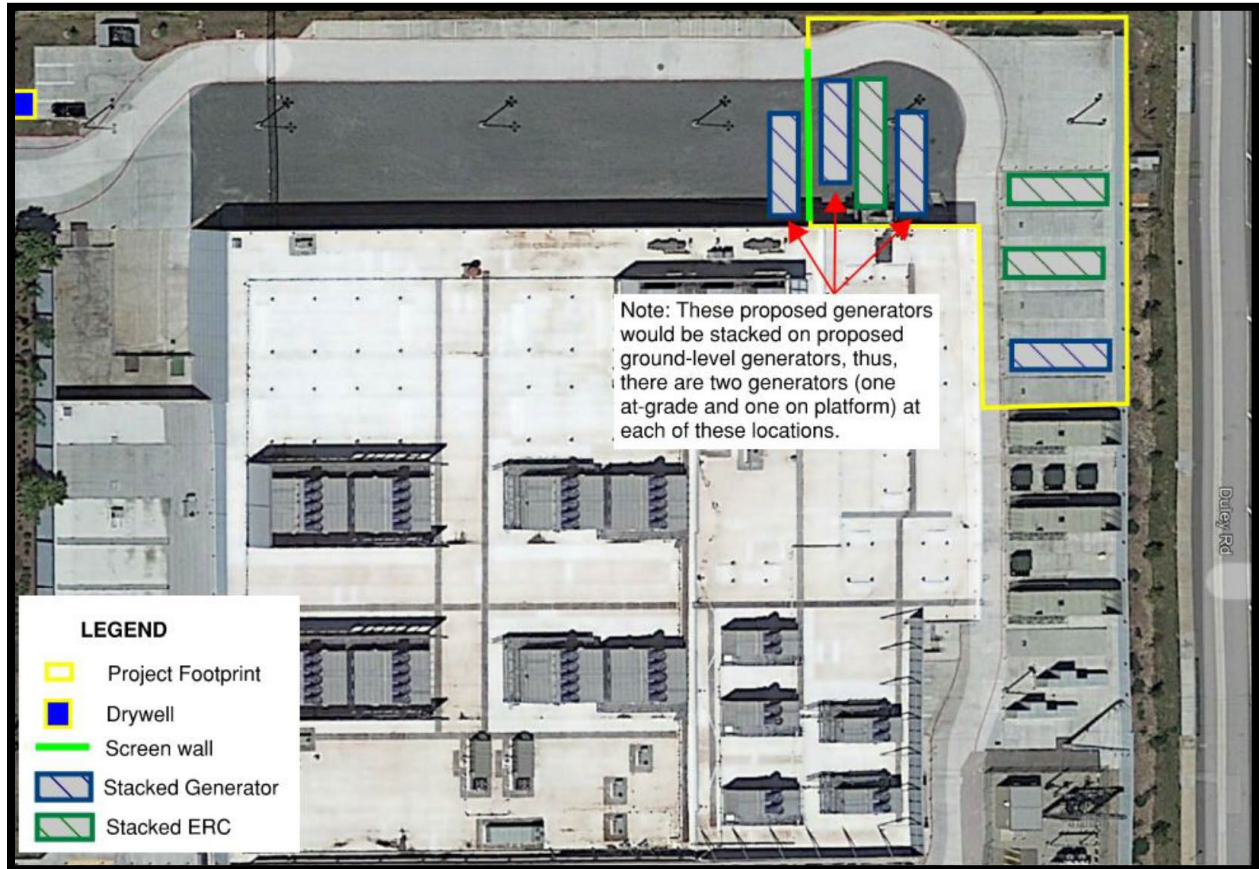 Note: These proposed generators
would be stacked on proposed
ground-level generators, thus,
there are two generators (one
at-grade and one on platform) at
each of these locations.
Duley Rd
LEGEND
Project Footprint
Drywell
Screen wall
Stacked Generator
Stacked ERC